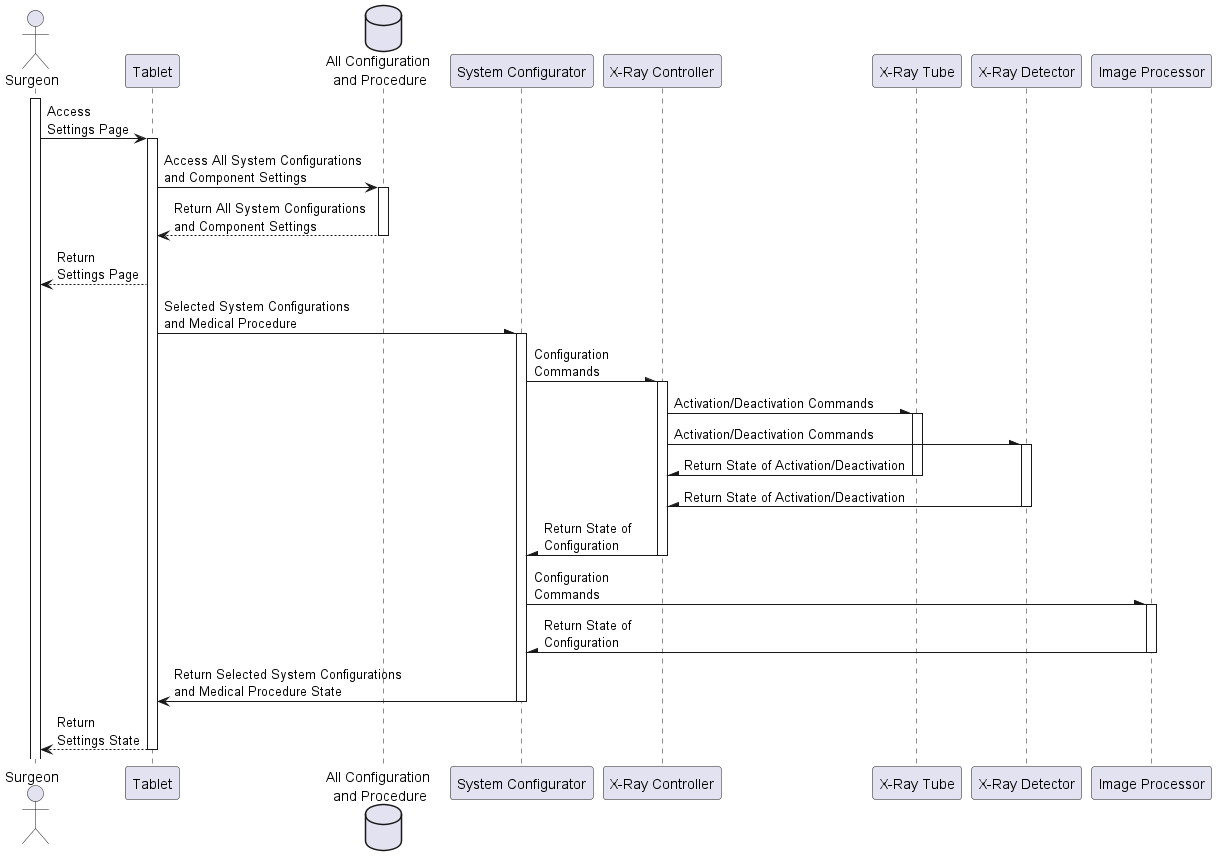 All Configuration
and Procedure
Surgeon
Tablet
System Configurator
X-Ray Controller
X-Ray Tube
X-Ray Detector
Image Processor
Access
Settings Page
Access All System Configurations
and Component Settings
Return All System Configurations
and Component Settings
Return
Settings Page
Selected System Configurations
and Medical Procedure
Configuration
Commands
Activation/Deactivation Commands
Activation/Deactivation Commands
Return State of Activation/Deactivation
Return State of Activation/Deactivation
Return State of
Configuration
Configuration
Commands
Return State of
Configuration
Return Selected System Configurations
and Medical Procedure State
Return
Settings State
Surgeon
Tablet
All Configuration
and Procedure
System Configurator
X-Ray Controller
X-Ray Tube
X-Ray Detector
Image Processor